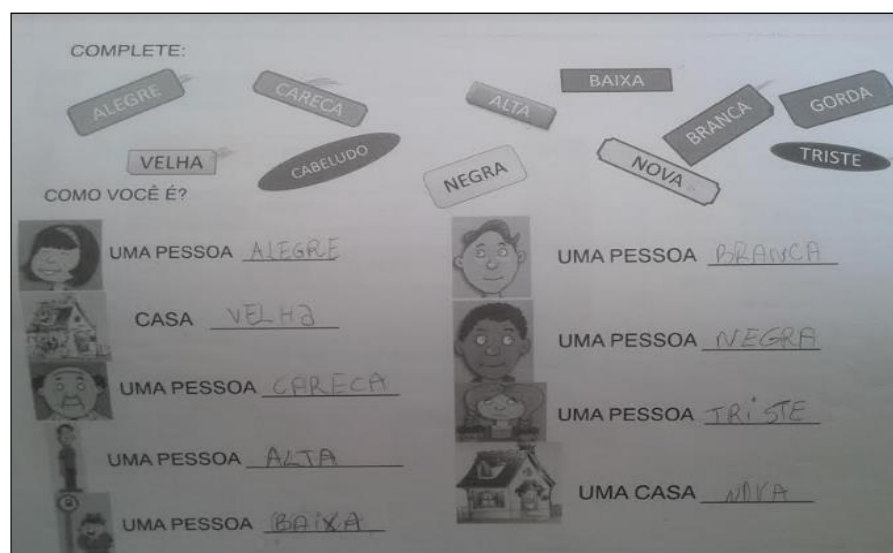 COMPLETE:
ALEGRE CARECA ALTA BAIXA BRANCA GORDA
VELHA CABELUDO NEGRA NOVA TRISTE
COMO VOCÊ É?
UMA PESSOA ALEGRE
CASA VELHa
UMA PESSOA CARECA
UMA PESSOA ALTA
UMA PESSOA BAiXA
UMA PESSOA BRANCA
UMA PESSOA NEGRA
UMA PESSOA TRiSTE
UMA CASA NOVA